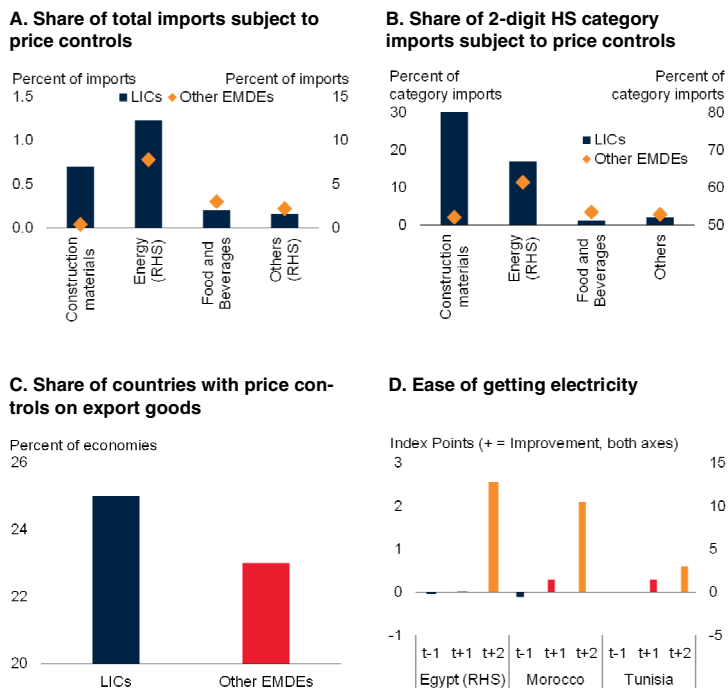 A. Share of total imports subject to
price controls
Percent of imports
Percent of imports
1.5
1.0
0.5
0.0
15
10
5
0
LICs
Other EMDEs
Construction
materials
Energy
(RHS)
Food and
Beverages
Others
(RHS)
B. Share of 2-digit HS category
imports subject to price controls
Percent of
category imports
Percent of
category imports
30
20
10
0
80
70
60
50
LICs
Other EMDEs
Construction
materials
Energy
(RHS)
Food and
Beverages
Others
C. Share of countries with price con-
trols on export goods
Percent of economies
26
24
22
20
LICs
Other EMDEs
D. Ease of getting electricity
Index Points (+ = Improvement, both axes)
3
2
1
0
-1
15
10
5
0
-5
t-1 t+1 t+2 t-1 t+1 t+2 t-1 t+1 t+2
Egypt (RHS) Morocco Tunisia